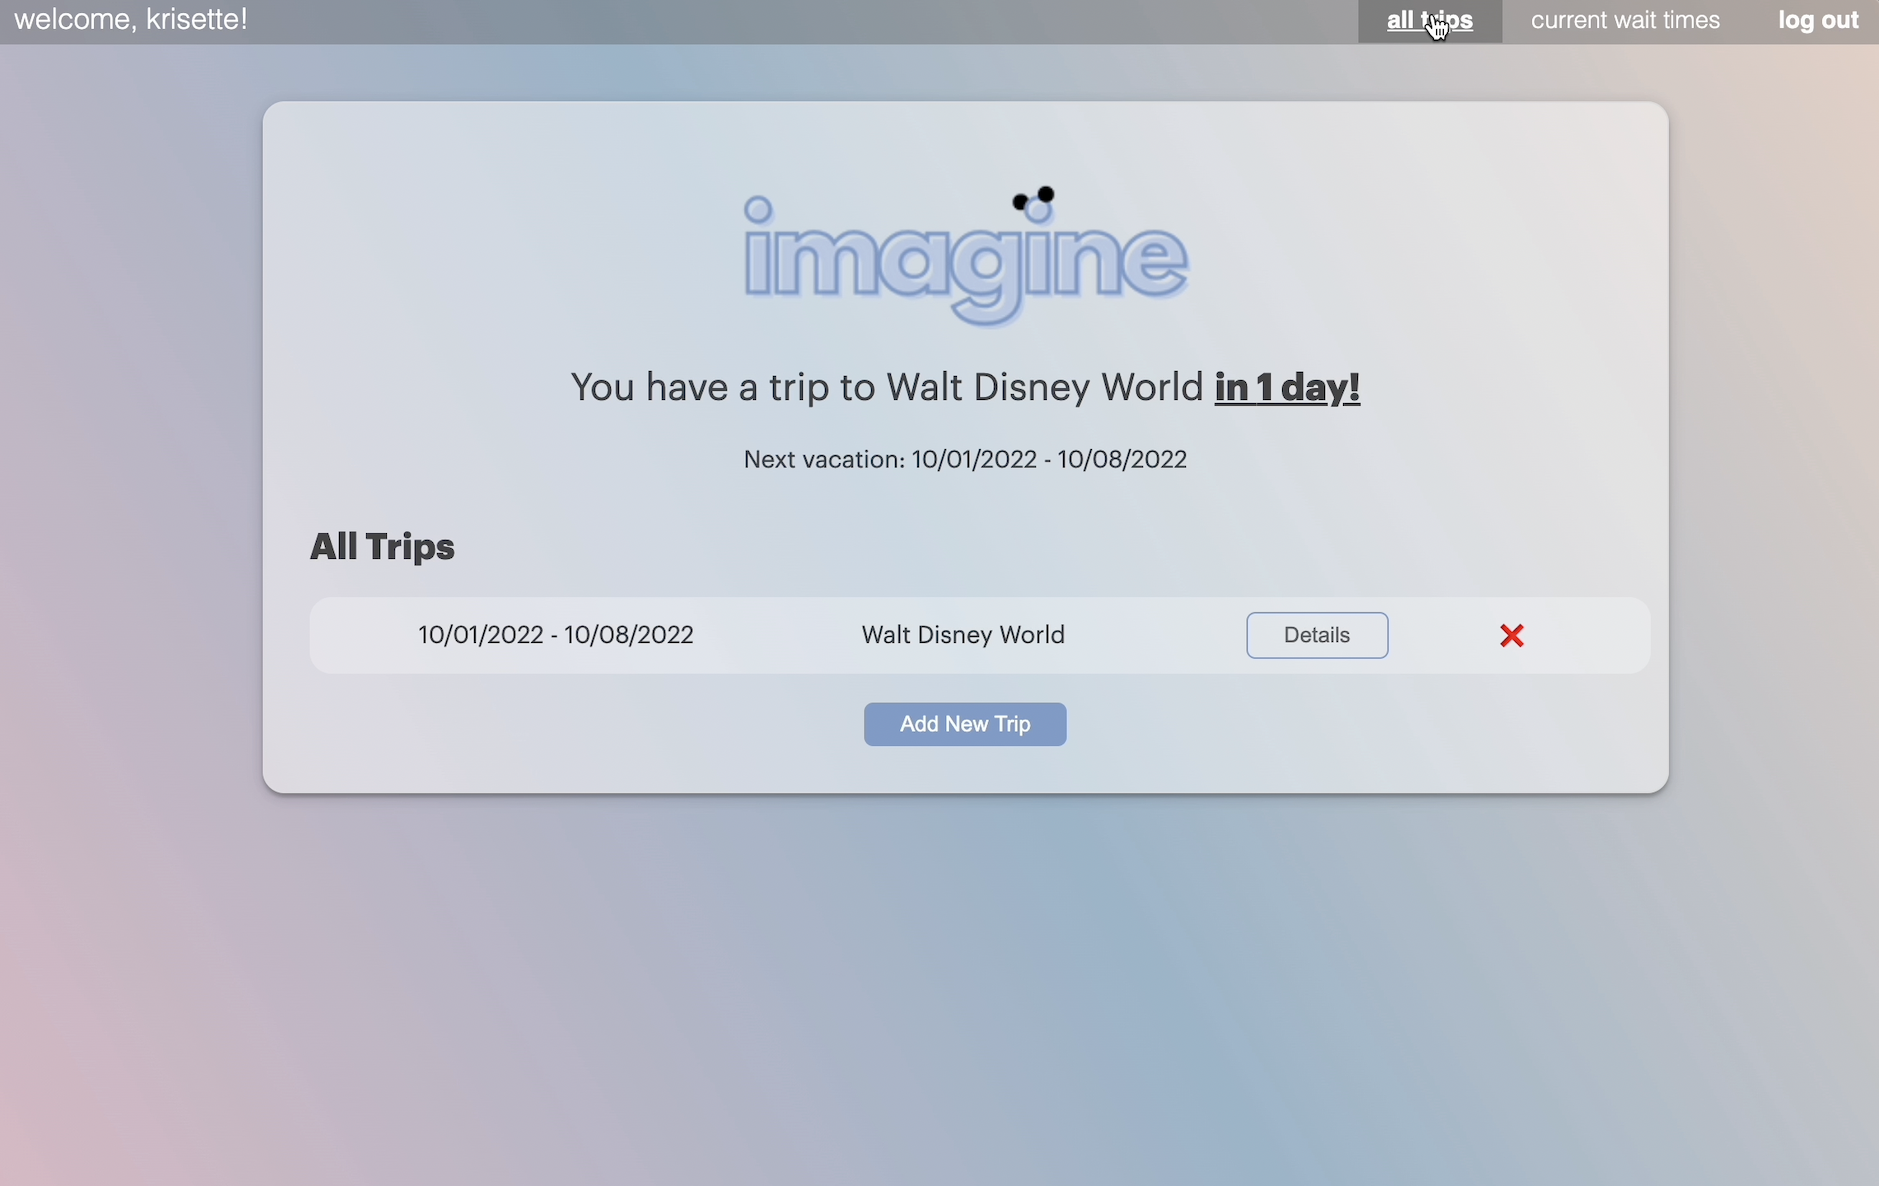 welcome, krisette!
all trips
current wait times
log out
imagine
You have a trip to Walt Disney World in 1 day!
Next vacation: 10/01/2022 - 10/08/2022
All Trips
10/01/2022 - 10/08/2022
Walt Disney World
Details
Add New Trip